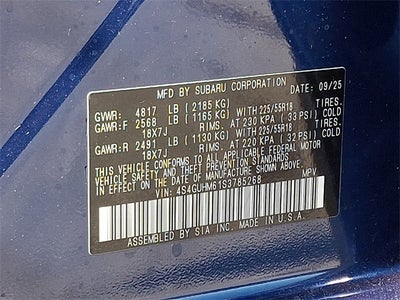 MFD BY SUBARU CORPORATION DATE: 09/25
GVWR: 4817 LB (2185 KG)
GAWR:F 2568 LB (1165 KG) WITH 225/55R18 TIRES.
18X7J RIMS. AT 230 KPA ( 33 PSI) COLD
GAWR:R 2491 LB (1130 KG) WITH 225/55R18 TIRES.
18X7J RIMS. AT 220 KPA ( 32 PSI) COLD
THIS VEHICLE CONFORMS TO ALL APPLICABLE FEDERAL MOTOR
VEHICLE SAFETY, BUMPER, AND THEFT PREVENTION STANDARDS
IN EFFECT ON THE DATE OF MANUFACTURE SHOWN ABOVE.
VIN: 4S4GUHM61S3785268 MPV
ASSEMBLED BY SIA INC. MADE IN U.S.A.